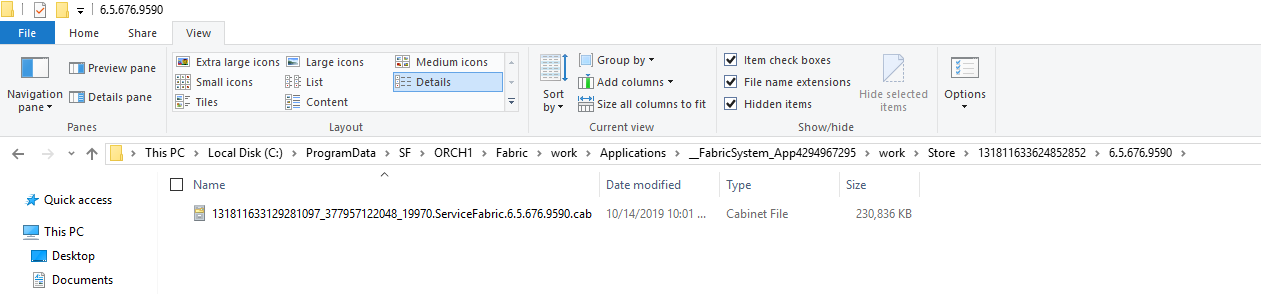 6.5.676.9590
File Home Share View
Navigation pane
Preview pane
Details pane
Panes
Extra large icons Large icons Medium icons
Small icons List Details
Tiles Content
Layout
Sort by
Group by
Add columns
Size all columns to fit
Current view
Item check boxes
File name extensions
Hidden items
Hide selected items
Show/hide
Options
This PC Local Disk (C:) ProgramData SF ORCH1 Fabric work Applications __FabricSystem_App4294967295 work Store 131811633624852852 6.5.676.9590
Name Date modified Type Size
Quick access
This PC
Desktop
Documents
131811633129281097_377957122048_19970.ServiceFabric.6.5.676.9590.cab 10/14/2019 10:01 ... Cabinet File 230,836 KB